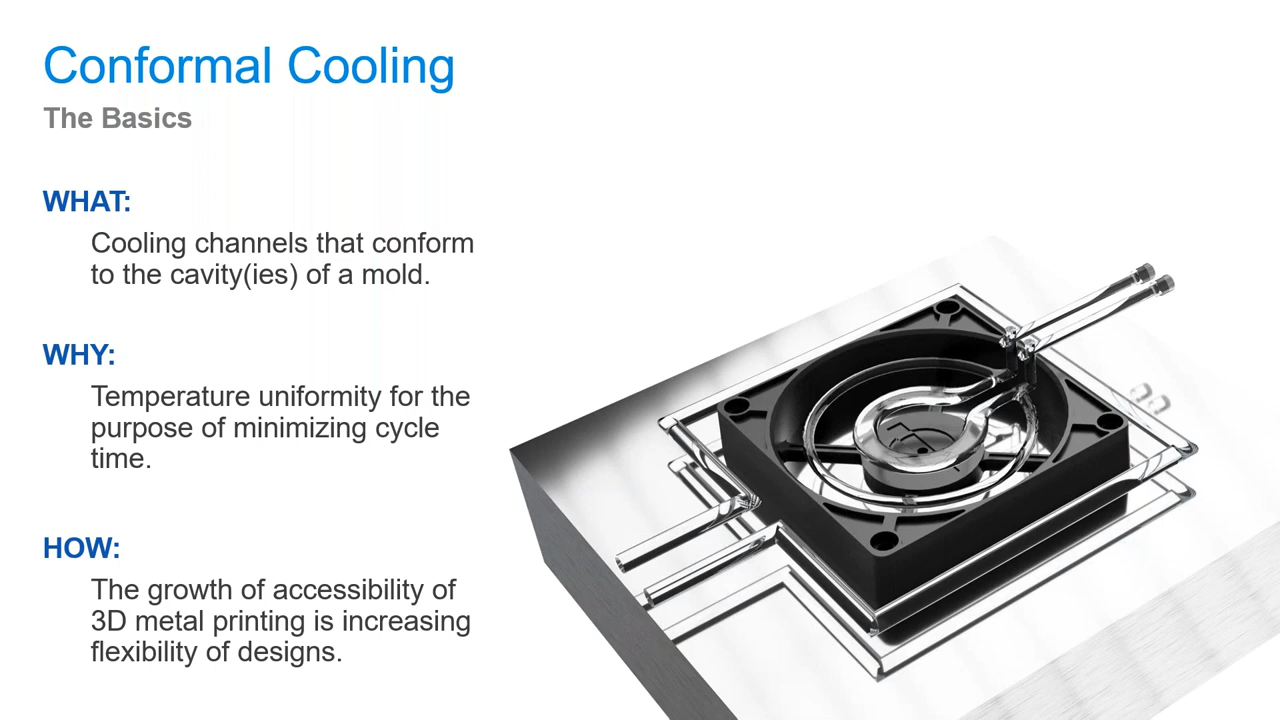 Conformal Cooling
The Basics
WHAT:
Cooling channels that conform
to the cavity(ies) of a mold.
WHY:
Temperature uniformity for the
purpose of minimizing cycle
time.
HOW:
The growth of accessibility of
3D metal printing is increasing
flexibility of designs.